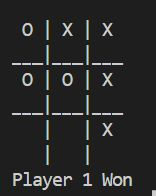 O | X | X
___|___|___
O | O | X
___|___|___
  |   | X
  |   |
Player 1 Won